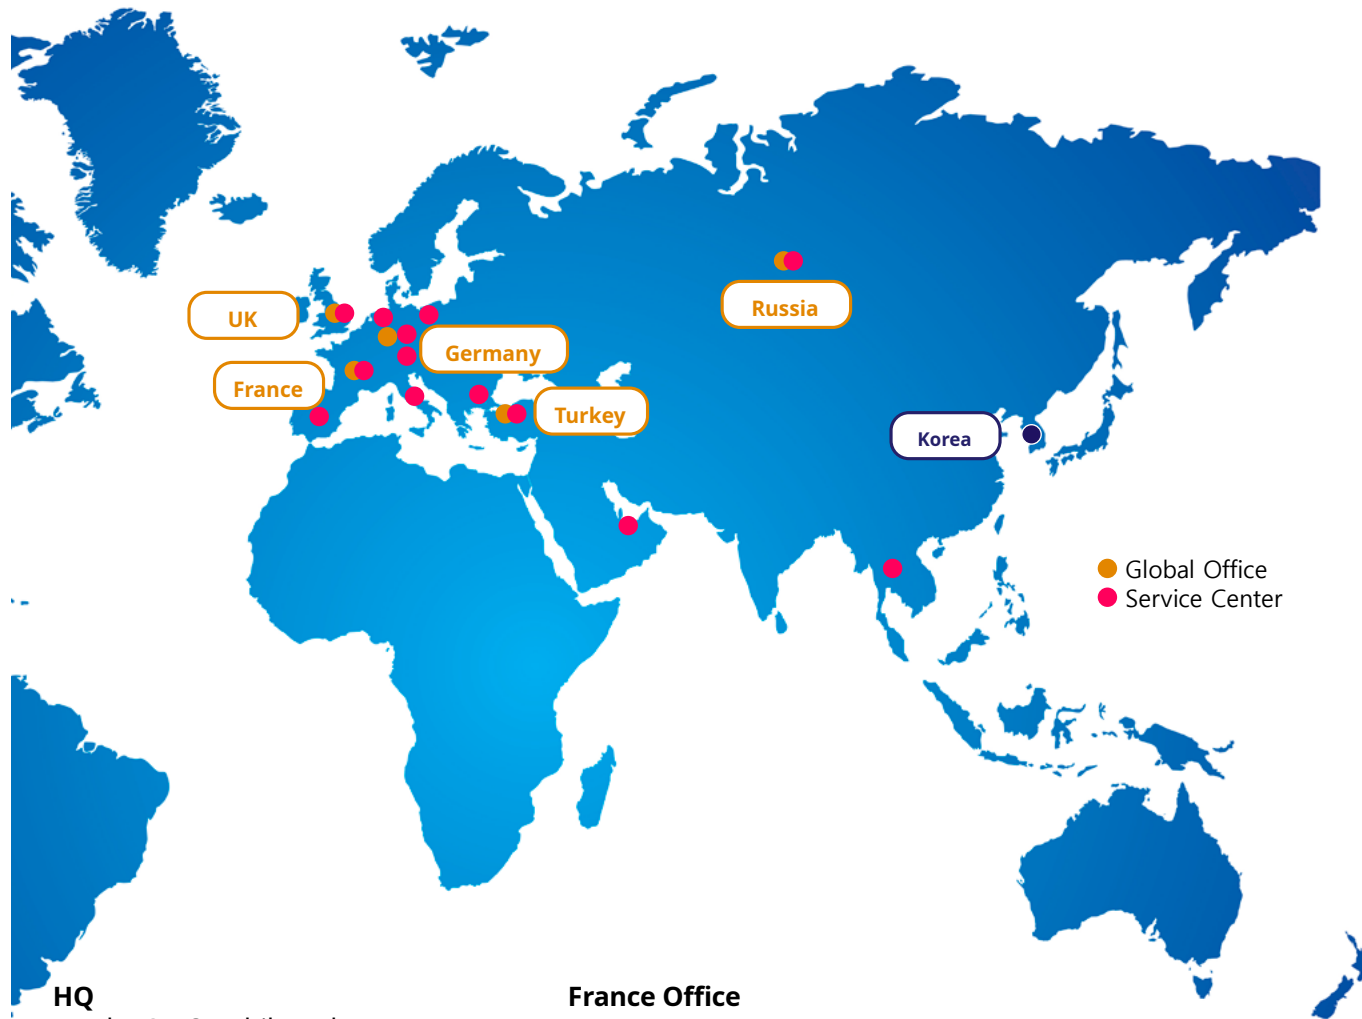 Russia
UK
Germany
France
Turkey
Korea
Global Office
Service Center
HQ
France Office